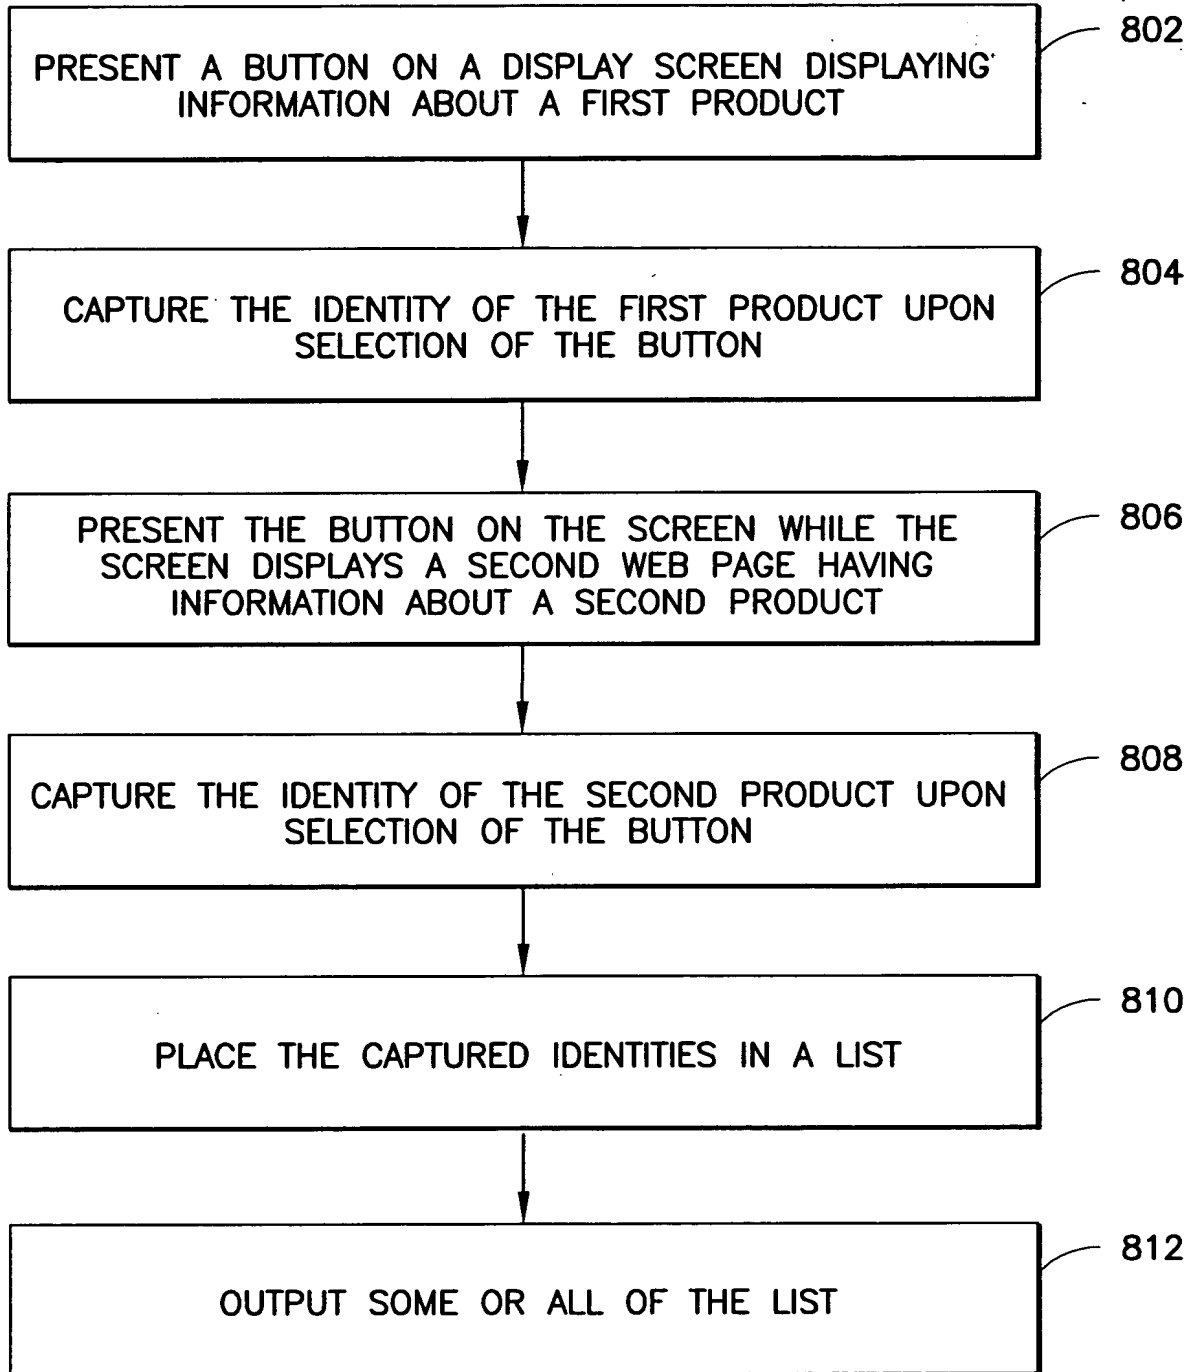 PRESENT A BUTTON ON A DISPLAY SCREEN DISPLAYING
INFORMATION ABOUT A FIRST PRODUCT
802
CAPTURE THE IDENTITY OF THE FIRST PRODUCT UPON
SELECTION OF THE BUTTON
804
PRESENT THE BUTTON ON THE SCREEN WHILE THE
SCREEN DISPLAYS A SECOND WEB PAGE HAVING
INFORMATION ABOUT A SECOND PRODUCT
806
CAPTURE THE IDENTITY OF THE SECOND PRODUCT UPON
SELECTION OF THE BUTTON
808
PLACE THE CAPTURED IDENTITIES IN A LIST
810
OUTPUT SOME OR ALL OF THE LIST
812